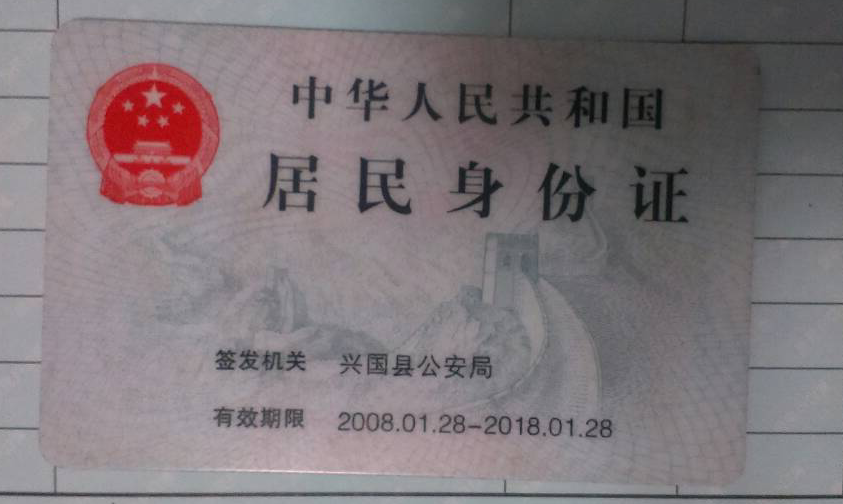 中华人民共和国
居民身份证
签发机关 兴国县公安局
有效期限 2008.01.28-2018.01.28